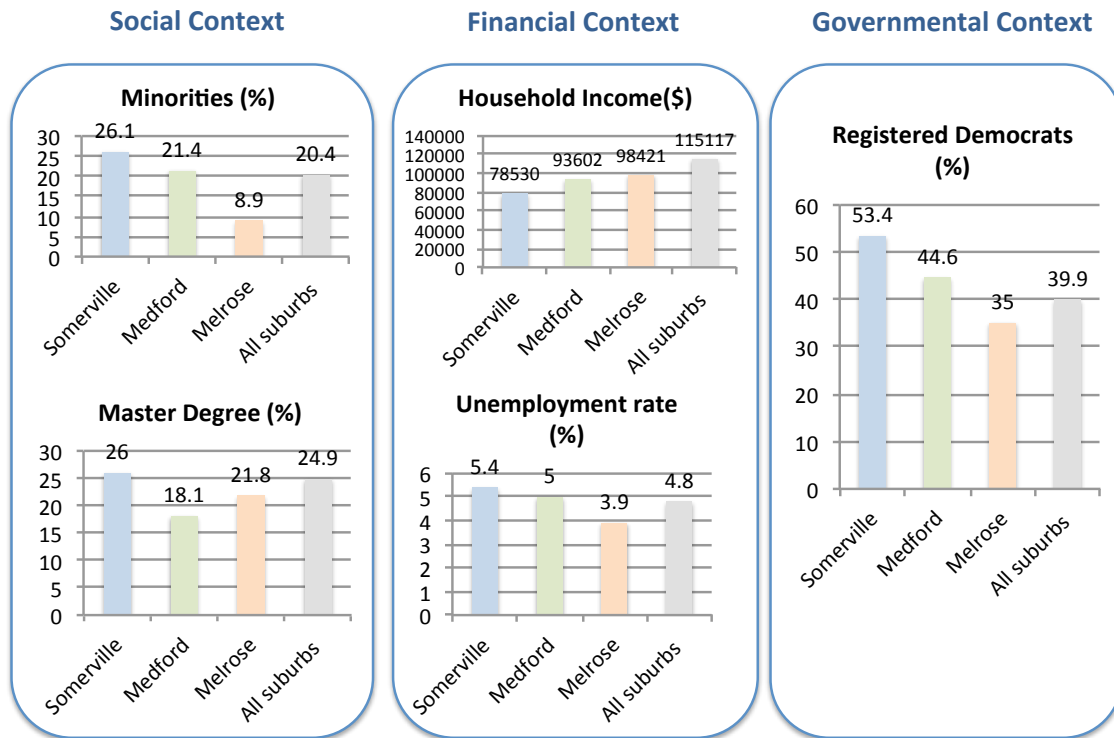 Social Context
Financial Context
Governmental Context
Minorities (%)
30
25
20
15
10
5
0
26.1
21.4
8.9
20.4
Somerville
Medford
Melrose
All suburbs
Master Degree (%)
30
25
20
15
10
5
0
26
18.1
21.8
24.9
Somerville
Medford
Melrose
All suburbs
Household Income($)
140000
120000
100000
80000
60000
40000
20000
0
78530
93602
98421
115117
Somerville
Medford
Melrose
All suburbs
Unemployment rate
(%)
6
5
4
3
2
1
0
5.4
5
3.9
4.8
Somerville
Medford
Melrose
All suburbs
Registered Democrats
(%)
60
50
40
30
20
10
0
53.4
44.6
35
39.9
Somerville
Medford
Melrose
All suburbs